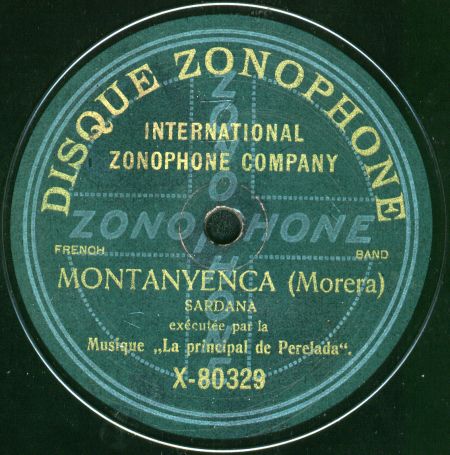 DISQUE ZONOPHONE
INTERNATIONAL
ZONOPHONE COMPANY
ZONOPHONE
ZONOPHONE
FRENCH BAND
MONTANYENCA (Morera)
SARDANA
exécutée par la
Musique „La principal de Perelada“.
X-80329